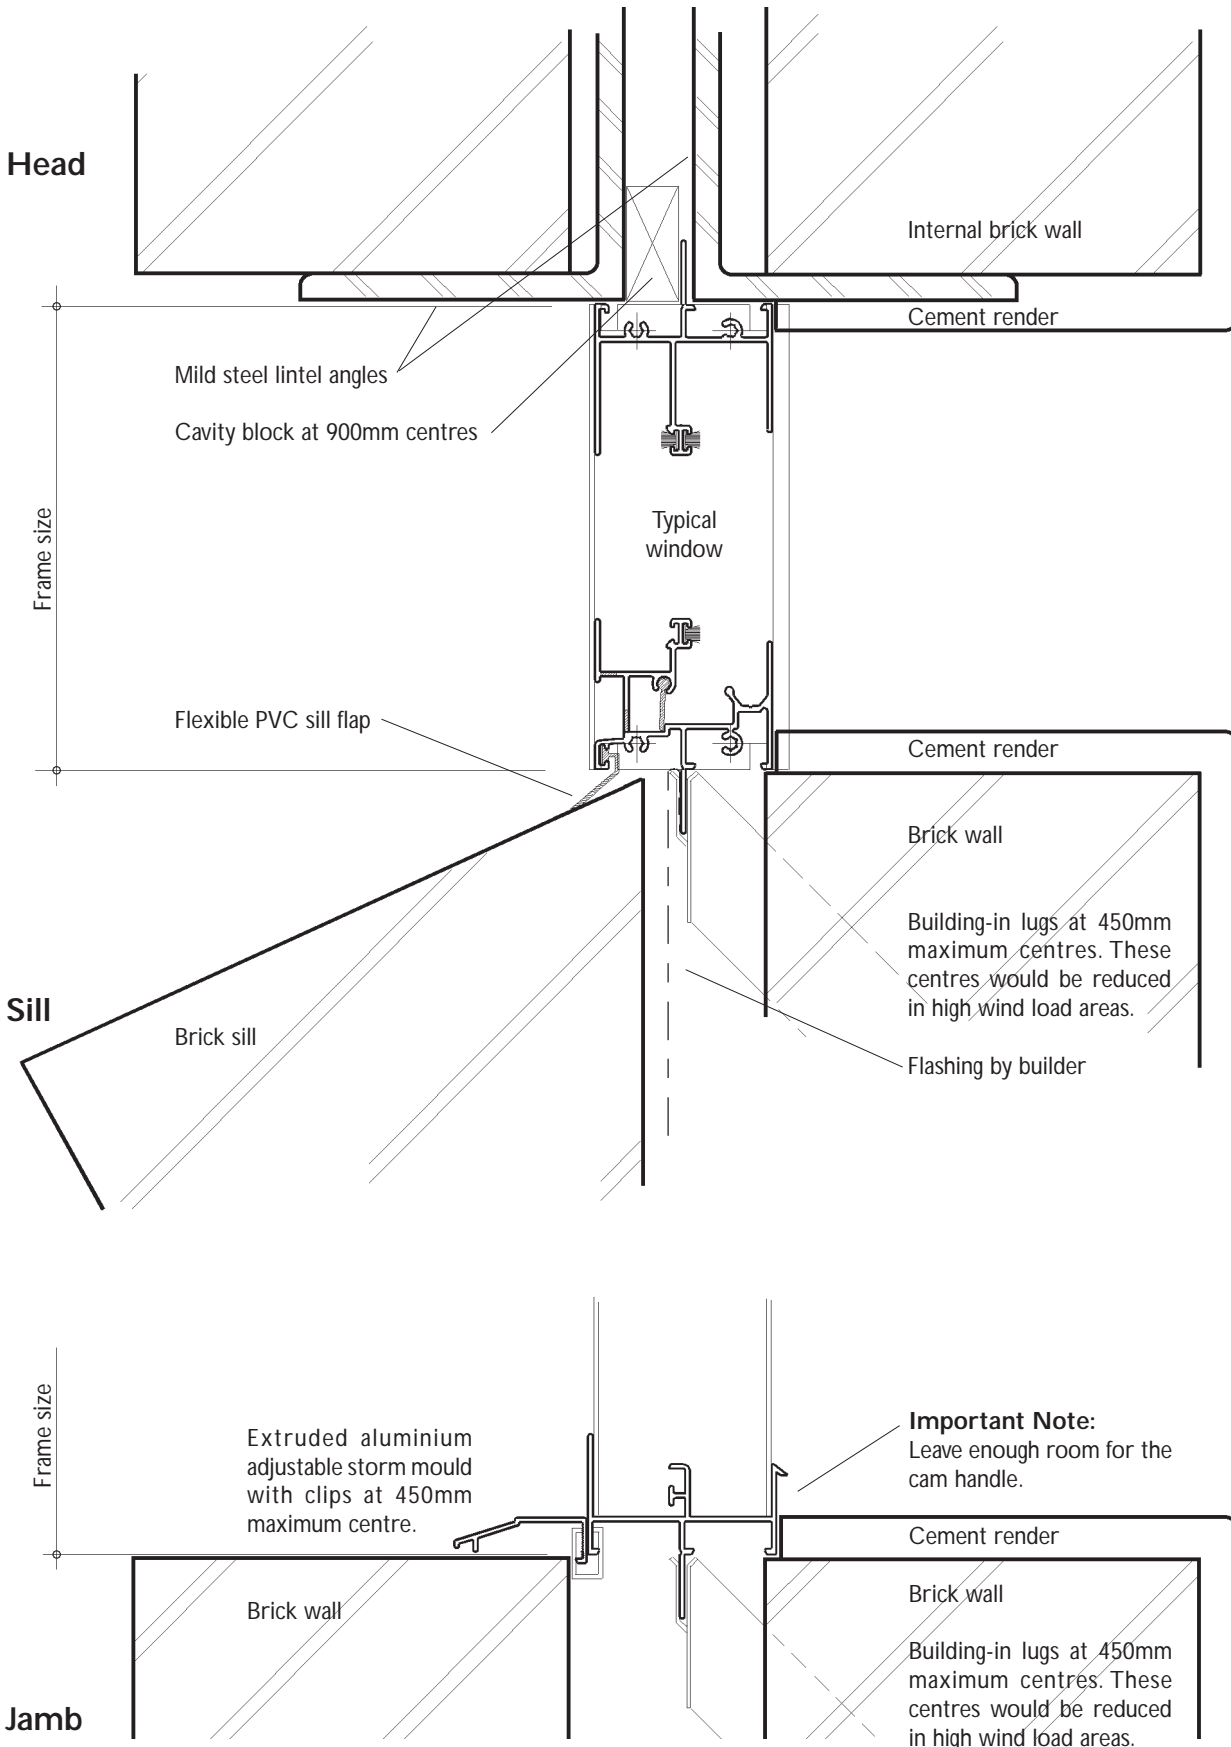 Head
Internal brick wall
Cement render
Mild steel lintel angles
Cavity block at 900mm centres
Frame size
Typical
window
Flexible PVC sill flap
Cement render
Brick wall
Building-in lugs at 450mm
maximum centres. These
centres would be reduced
in high wind load areas.
Sill
Brick sill
Flashing by builder
Frame size
Extruded aluminium
adjustable storm mould
with clips at 450mm
maximum centre.
Important Note:
Leave enough room for the
cam handle.
Cement render
Brick wall
Brick wall
Building-in lugs at 450mm
maximum centres. These
centres would be reduced
in high wind load areas.
Jamb